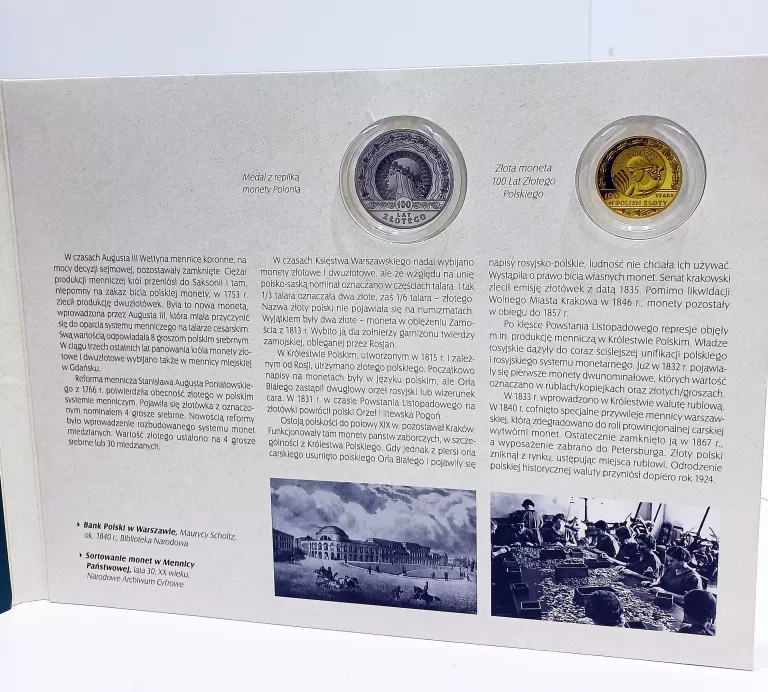 Medal z repliką
monety Polonia
100
LAT
ZŁOTEGO
Złota moneta
100 Lat Złotego
Polskiego
100 YEARS
POLISH ZŁOTY
W czasach Augusta III Wettyna mennice koronne, na
mocy decyzji sejmowej, pozostawały zamknięte. Ciężar
produkcji menniczej król przeniósł do Saksonii i tam,
niepomny na zakaz bicia polskiej monety, w 1753 r.
zlecił produkcję dwuzłotówek. Była to nowa moneta,
wprowadzona przez Augusta III, która miała przyczynić
się do oparcia systemu menniczego na talarze cesarskim.
Swą wartością odpowiadała 8 groszom polskim srebrnym.
W ciągu trzech ostatnich lat panowania króla monety zło-
towe i dwuzłotowe wybijano także w mennicy miejskiej
w Gdańsku.
Reforma mennicza Stanisława Augusta Poniatowskie-
go z 1766 r. potwierdziła obecność złotego w polskim
systemie menniczym. Pojawiła się złotówka z oznaczo-
nym nominałem 4 grosze srebrne. Nowością reformy
było wprowadzenie rozbudowanego systemu monet
miedzianych. Wartość złotego ustalono na 4 grosze
srebrne lub 30 miedzianych.
W czasach Księstwa Warszawskiego nadal wybijano
monety złotowe i dwuzłotowe, ale ze względu na unię
polsko-saską nominał oznaczano w częściach talara. I tak
1/3 talara oznaczała dwa złote, zaś 1/6 talara – złotego.
Nazwa złoty polski nie pojawiała się na numizmatach.
Wyjątkiem były dwa złote – moneta w oblężeniu Zamo-
ścia z 1813 r. Wybito ją dla żołnierzy garnizonu twierdzy
zamojskiej, obleganej przez Rosjan.
W Królestwie Polskim, utworzonym w 1815 r. i zależ-
nym od Rosji, utrzymano złotego polskiego. Początkowo
napisy na monetach były w języku polskim, ale Orła
Białego zastąpił dwugłowy orzeł rosyjski lub wizerunek
cara. W 1831 r. w czasie Powstania Listopadowego na
złotówki powrócił polski Orzeł i litewska Pogoń.
Ostoją polskości do połowy XIX w. pozostawał Kraków.
Funkcjonowały tam monety państw zaborczych, w szcze-
gólności z Królestwa Polskiego. Gdy jednak z piersi orła
carskiego usunięto polskiego Orła Białego i pojawiły się
napisy rosyjsko-polskie, ludność nie chciała ich używać.
Wystąpiła o prawo bicia własnych monet. Senat krakowski
zlecił emisję złotówek z datą 1835. Pomimo likwidacji
Wolnego Miasta Krakowa w 1846 r., monety pozostały
w obiegu do 1857 r.
Po klęsce Powstania Listopadowego represje objęły
m.in. produkcję menniczą w Królestwie Polskim. Władze
rosyjskie dążyły do coraz ściślejszej unifikacji polskiego
i rosyjskiego systemu monetarnego. Już w 1832 r. pojawia-
ły się pierwsze monety dwunominałowe, których wartość
oznaczano w rublach/kopiejkach oraz złotych/groszach.
W 1833 r. wprowadzono w Królestwie walutę rublową.
W 1840 r. cofnięto specjalne przywileje mennicy warszaw-
skiej, którą zdegradowano do roli prowincjonalnej carskiej
wytwórni monet. Ostatecznie zamknięto ją w 1867 r.,
a wyposażenie zabrano do Petersburga. Złoty polski
zniknął z rynku, ustępując miejsca rublowi. Odrodzenie
polskiej historycznej waluty przyniósł dopiero rok 1924.
Bank Polski w Warszawie, Maurycy Scholtz,
ok. 1840 r., Biblioteka Narodowa
Sortowanie monet w Mennicy
Państwowej, lata 30. XX wieku,
Narodowe Archiwum Cyfrowe